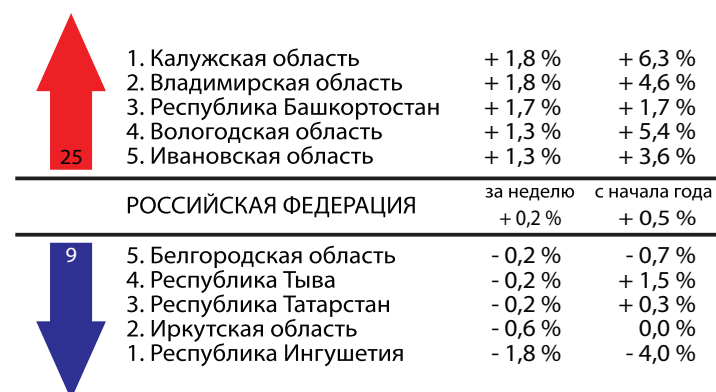 1. Калужская область + 1,8 % + 6,3 %
2. Владимирская область + 1,8 % + 4,6 %
3. Республика Башкортостан + 1,7 % + 1,7 %
4. Вологодская область + 1,3 % + 5,4 %
25 5. Ивановская область + 1,3 % + 3,6 %
за неделю с начала года
РОССИЙСКАЯ ФЕДЕРАЦИЯ + 0,2 % + 0,5 %
9 5. Белгородская область - 0,2 % - 0,7 %
4. Республика Тыва - 0,2 % + 1,5 %
3. Республика Татарстан - 0,2 % + 0,3 %
2. Иркутская область - 0,6 % 0,0 %
1. Республика Ингушетия - 1,8 % - 4,0 %